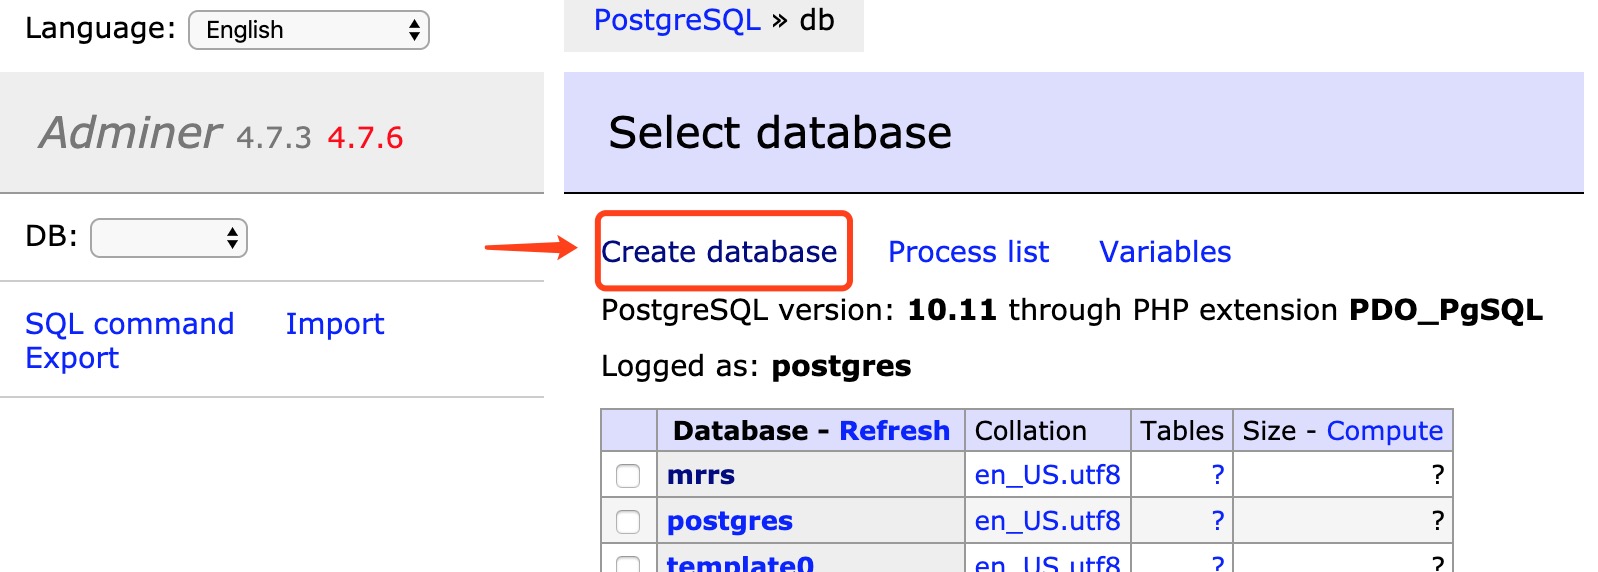 Language: English
PostgreSQL » db
Adminer 4.7.3 4.7.6
Select database
DB:
Create database Process list Variables
SQL command Import
Export
PostgreSQL version: 10.11 through PHP extension PDO_PgSQL
Logged as: postgres
Database - Refresh Collation Tables Size - Compute
mrrs en_US.utf8 ? ?
postgres en_US.utf8 ? ?
template0 en_US.utf8 ? ?